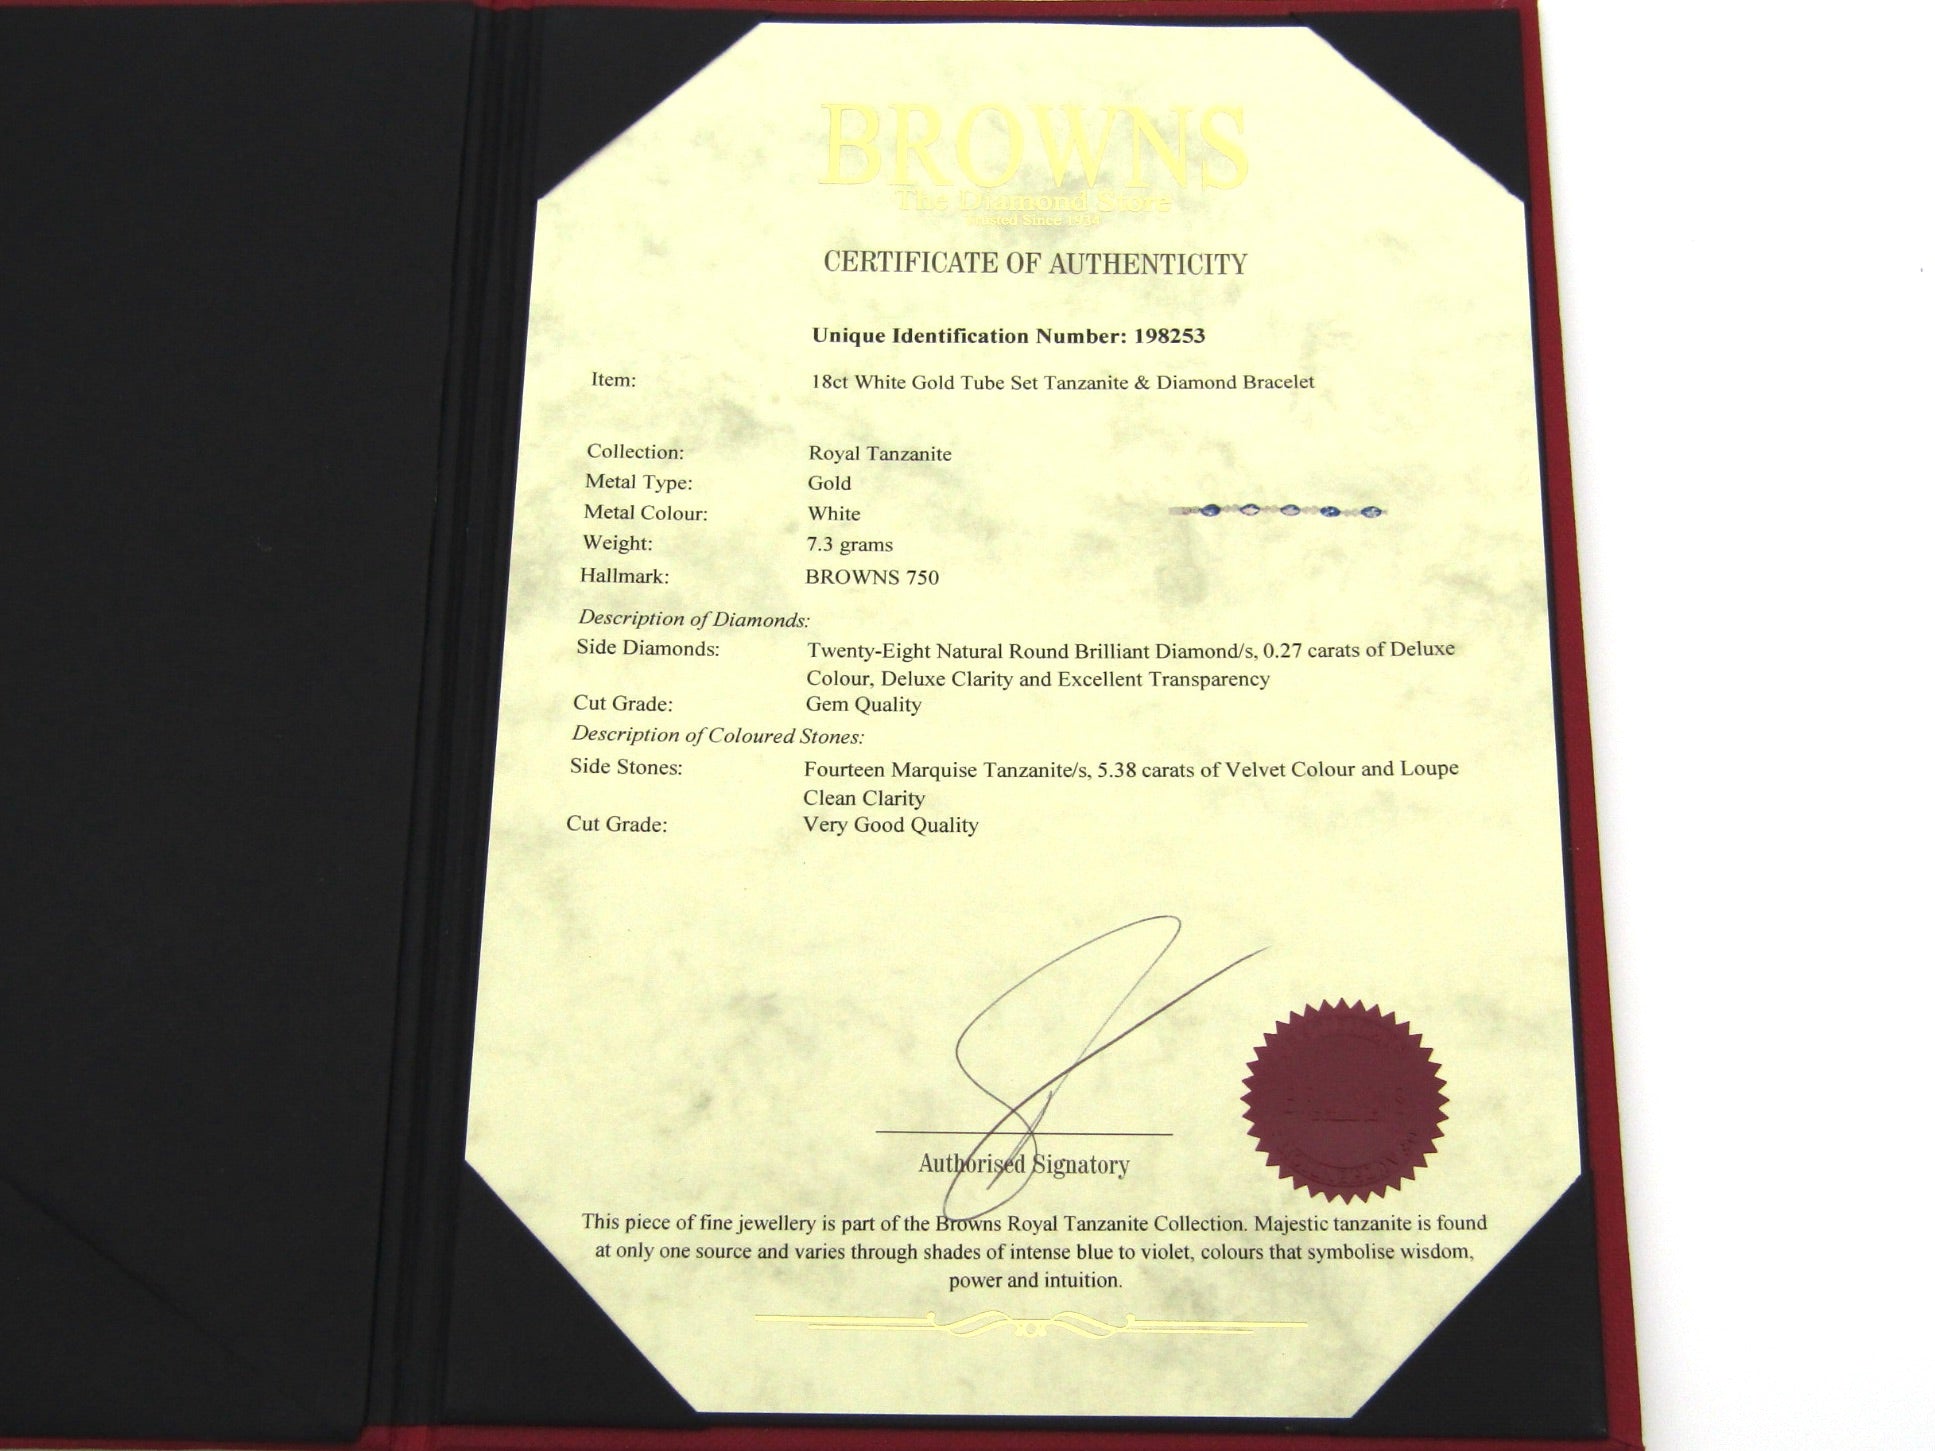 BROWNS
The Diamond Store
Trusted Since 1934
CERTIFICATE OF AUTHENTICITY
Unique Identification Number: 198253
Item: 18ct White Gold Tube Set Tanzanite & Diamond Bracelet
Collection: Royal Tanzanite
Metal Type: Gold
Metal Colour: White
Weight: 7.3 grams
Hallmark: BROWNS 750
Description of Diamonds:
Side Diamonds: Twenty-Eight Natural Round Brilliant Diamond/s, 0.27 carats of Deluxe
Colour, Deluxe Clarity and Excellent Transparency
Cut Grade: Gem Quality
Description of Coloured Stones:
Side Stones: Fourteen Marquise Tanzanite/s, 5.38 carats of Velvet Colour and Loupe
Clean Clarity
Cut Grade: Very Good Quality
Authorised Signatory
This piece of fine jewellery is part of the Browns Royal Tanzanite Collection. Majestic tanzanite is found
at only one source and varies through shades of intense blue to violet, colours that symbolise wisdom,
power and intuition.